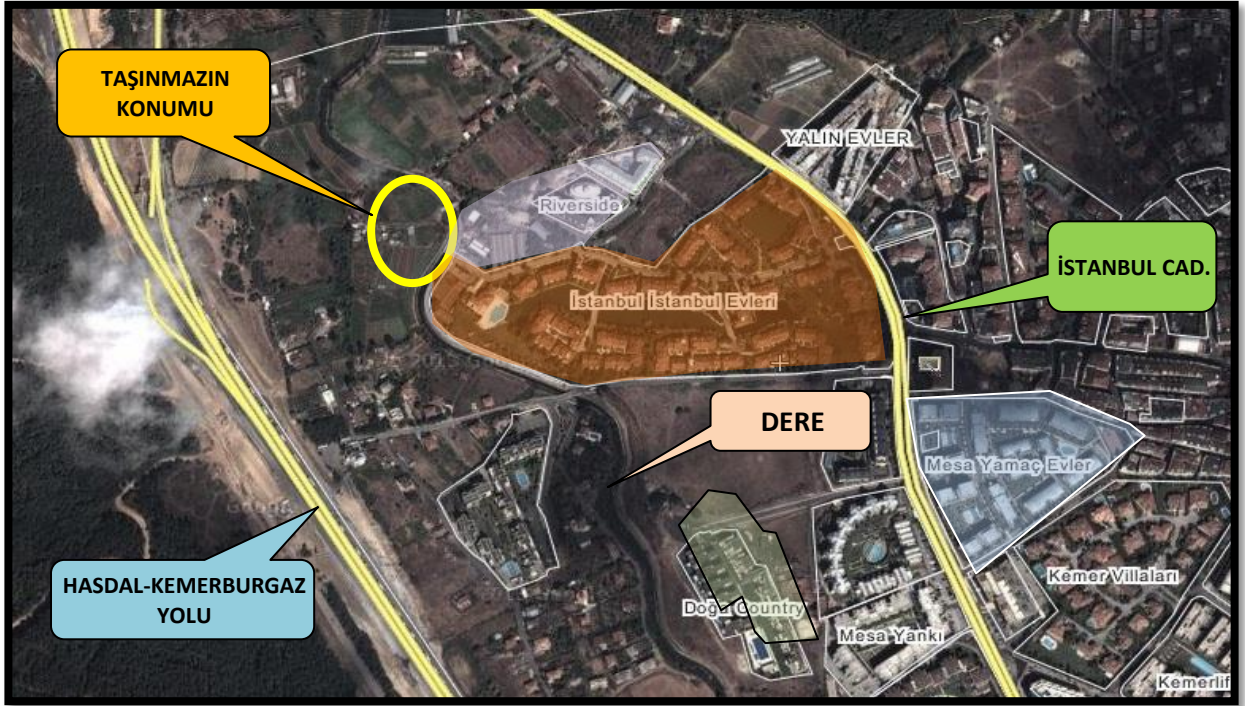 TAŞINMAZIN
KONUMU
YALIN EVLER
Riverside
İSTANBUL CAD.
İstanbul İstanbul Evleri
DERE
Mesa Yamaç Evler
HASDAL-KEMERBURGAZ
YOLU
Kemer Villaları
Doğa Country
Mesa Yankı
Kemerlif